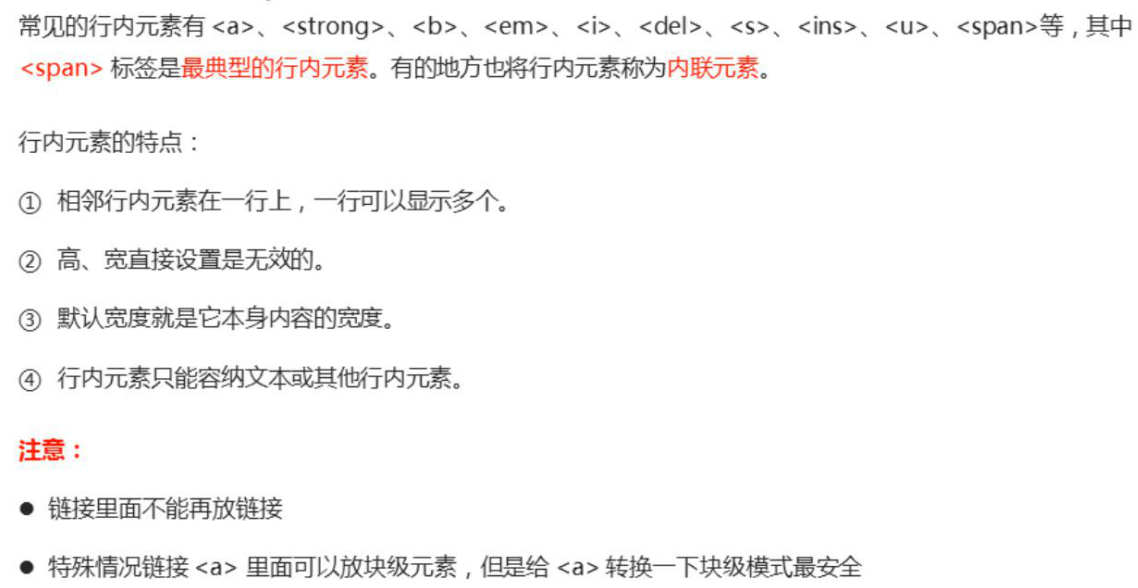 常见的行内元素有 <a>、<strong>、<b>、<em>、<i>、<del>、<s>、<ins>、<u>、<span>等，其中
<span> 标签是最典型的行内元素。有的地方也将行内元素称为内联元素。
行内元素的特点：
① 相邻行内元素在一行上，一行可以显示多个。
② 高、宽直接设置是无效的。
③ 默认宽度就是它本身内容的宽度。
④ 行内元素只能容纳文本或其他行内元素。
注意：
● 链接里面不能再放链接
● 特殊情况链接 <a> 里面可以放块级元素，但是给 <a> 转换一下块级模式最安全